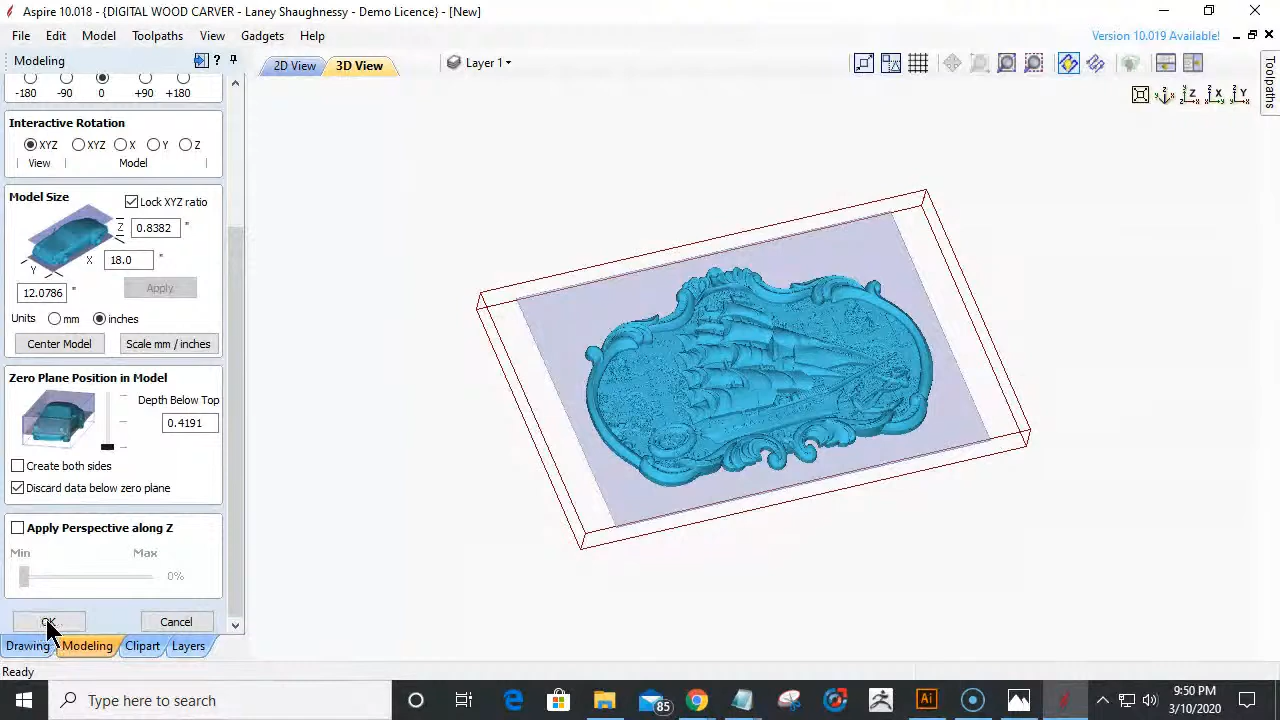 Aspire 10.018 - {DIGITAL WOOD CARVER - Laney Shaughnessy - Demo Licence} - [New]
File Edit Model Toolpaths View Gadgets Help
Version 10.019 Available!
Modeling ?
2D View 3D View
Layer 1
Toolpaths
Z X Y
-180 -90 0 +90 +180
Interactive Rotation
XYZ XYZ X Y Z
View Model
Model Size
Lock XYZ ratio
Z 0.8382 "
X 18.0 "
Y
12.0786 "
Apply
Units mm inches
Center Model Scale mm / inches
Zero Plane Position in Model
Depth Below Top
0.4191
Create both sides
Discard data below zero plane
Apply Perspective along Z
Min Max
0%
Cancel
Drawing Modeling Clipart Layers
Ready
Type here to search
85
Ai
9:50 PM
3/10/2020